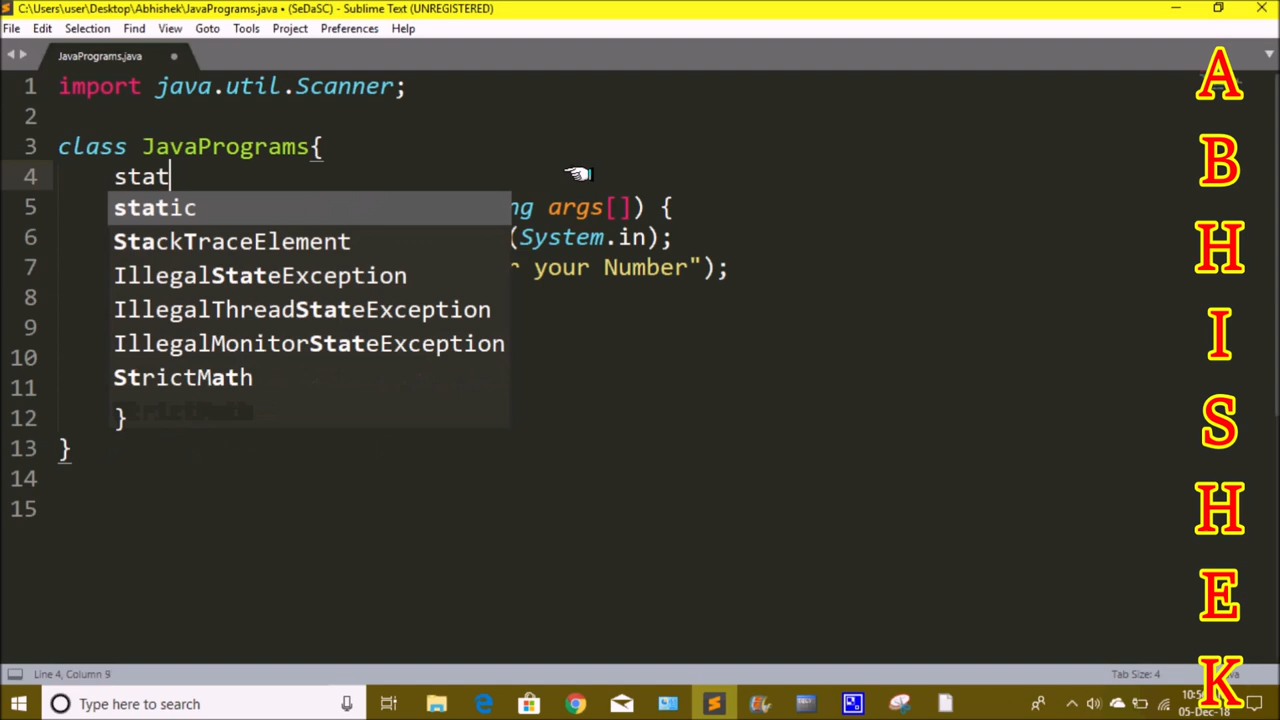 C:\Users\user\Desktop\Abhishek\JavaPrograms.java • (SeDaSC) - Sublime Text (UNREGISTERED)
File Edit Selection Find View Goto Tools Project Preferences Help
JavaPrograms.java
1 import java.util.Scanner;
2
3 class JavaPrograms{
4 stat
5 static ng args[]) {
StackTraceElement
6 (System.in);
7 IllegalStateException r your Number");
8 IllegalThreadStateException
9 IllegalMonitorStateException
10
11 StrictMath
12 }
13 }
14
15
A
B
H
I
S
H
E
K
Line 4, Column 9 Tab Size: 4
Type here to search
05-Dec-18